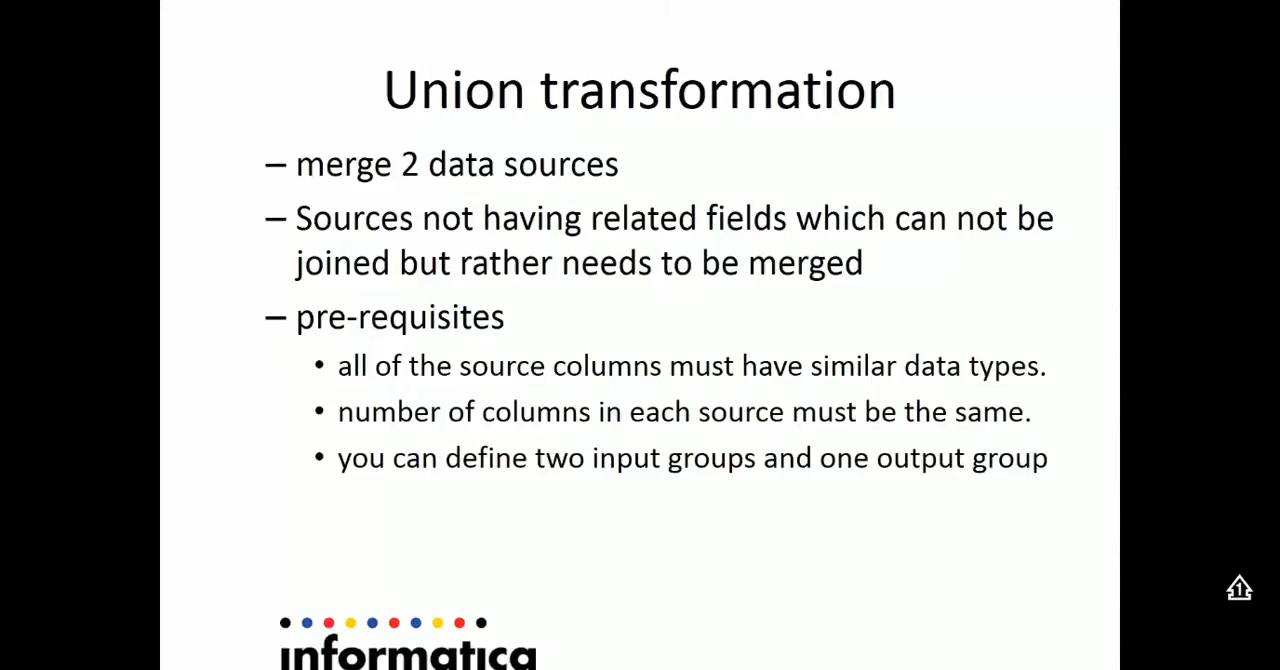 Union transformation
– merge 2 data sources
– Sources not having related fields which can not be
joined but rather needs to be merged
– pre-requisites
• all of the source columns must have similar data types.
• number of columns in each source must be the same.
• you can define two input groups and one output group
1
informatica